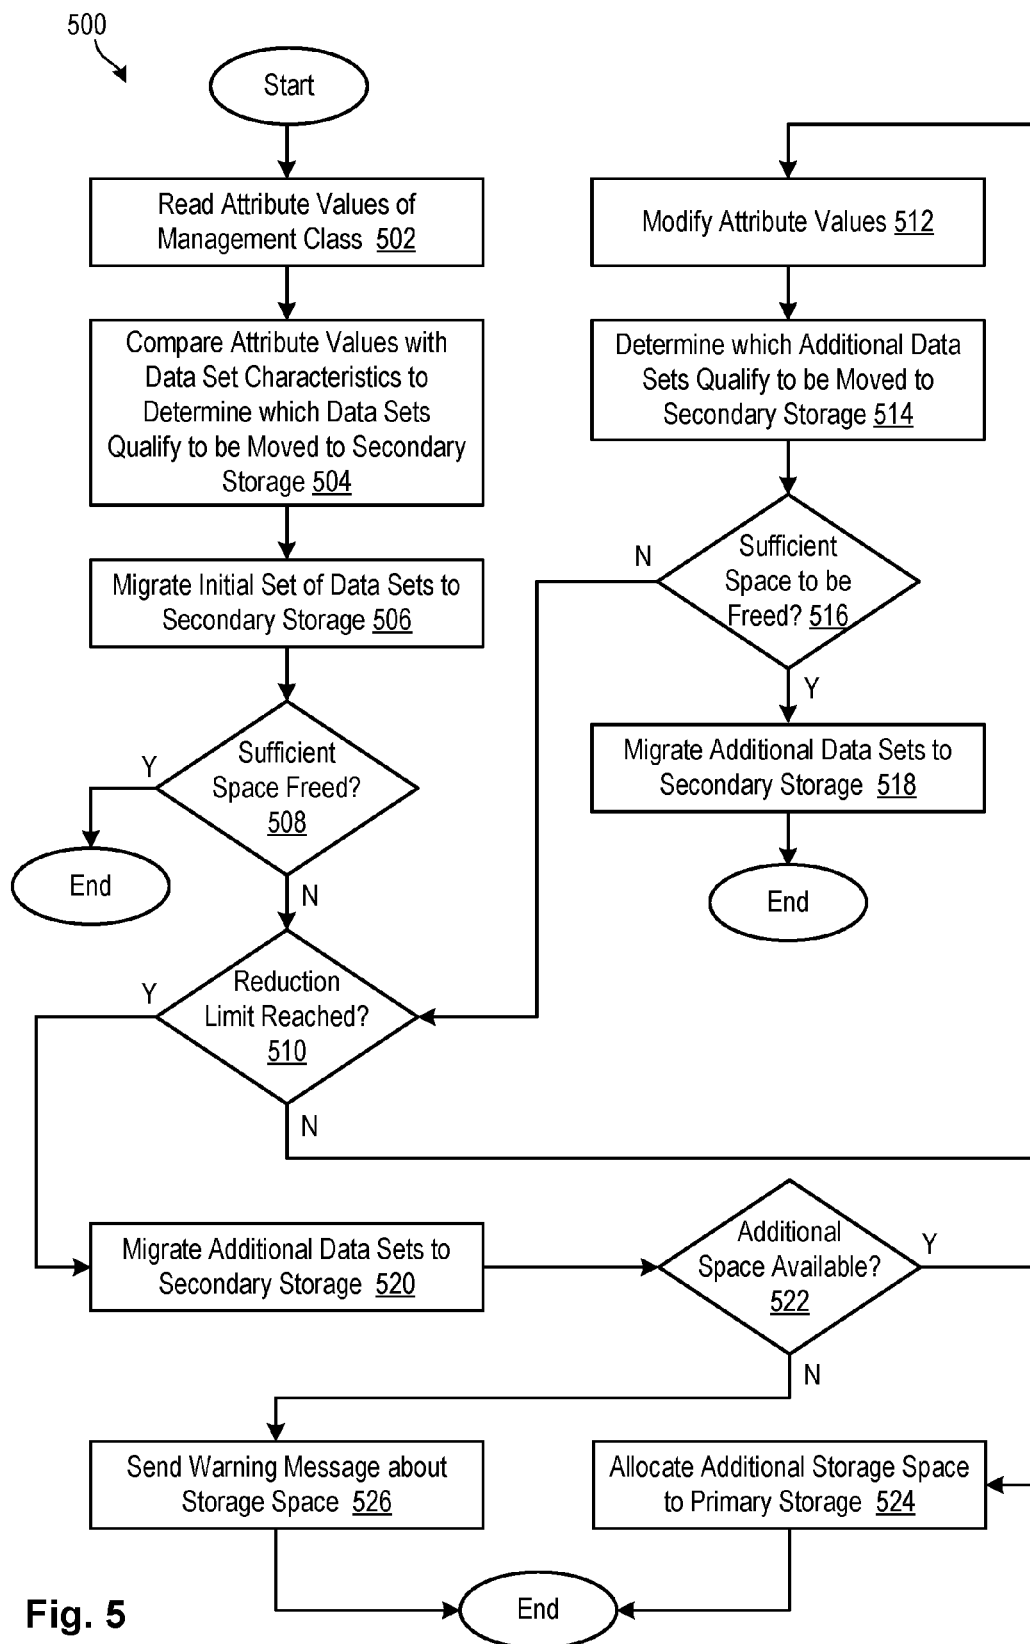 500
Start
Read Attribute Values of
Management Class 502
Compare Attribute Values with
Data Set Characteristics to
Determine which Data Sets
Qualify to be Moved to Secondary
Storage 504
Migrate Initial Set of Data Sets to
Secondary Storage 506
Y
Sufficient
Space Freed?
508
End
N
Y
Reduction
Limit Reached?
510
N
Modify Attribute Values 512
Determine which Additional Data
Sets Qualify to be Moved to
Secondary Storage 514
N
Sufficient
Space to be
Freed? 516
Y
Migrate Additional Data Sets to
Secondary Storage 518
End
Migrate Additional Data Sets to
Secondary Storage 520
Additional
Space Available?
522
Y
N
Send Warning Message about
Storage Space 526
Allocate Additional Storage Space
to Primary Storage 524
End
Fig. 5